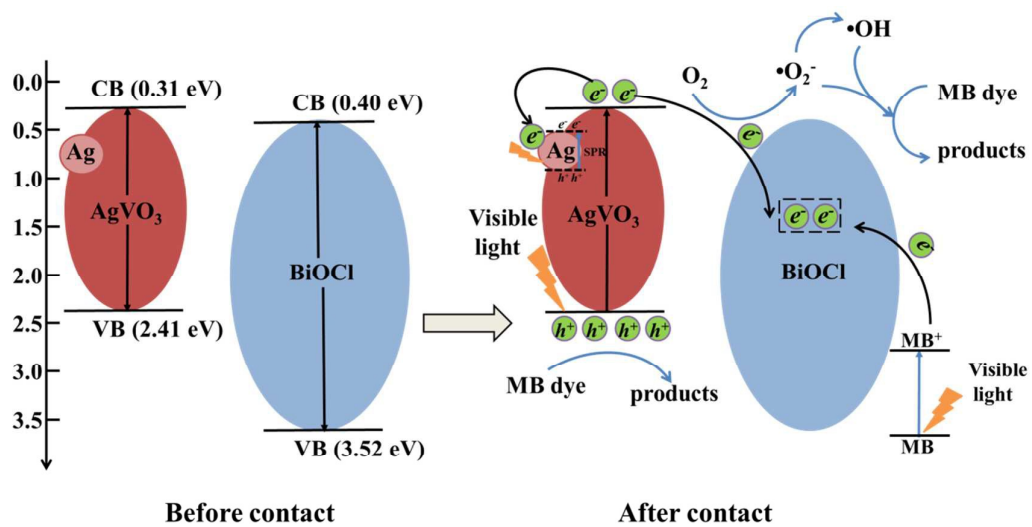 0.0
0.5
1.0
1.5
2.0
2.5
3.0
3.5
CB (0.31 eV)
Ag
AgVO₃
VB (2.41 eV)
CB (0.40 eV)
BiOCl
VB (3.52 eV)
Before contact
e⁻ e⁻
e⁻
e⁻ e⁻
Ag
SPR
h⁺ h⁺
AgVO₃
Visible
light
h⁺ h⁺ h⁺ h⁺
MB dye
products
O₂
•O₂⁻
•OH
MB dye
products
e⁻
e⁻ e⁻
BiOCl
e⁻
MB⁺
Visible
light
MB
After contact